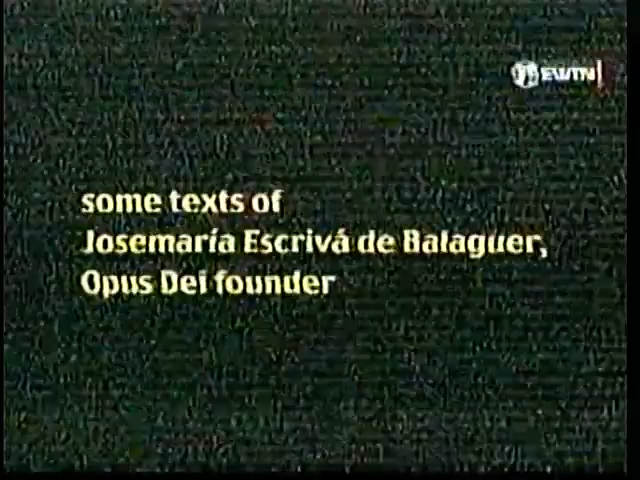 EWTN
some texts of
Josemaría Escrivá de Balaguer,
Opus Dei founder